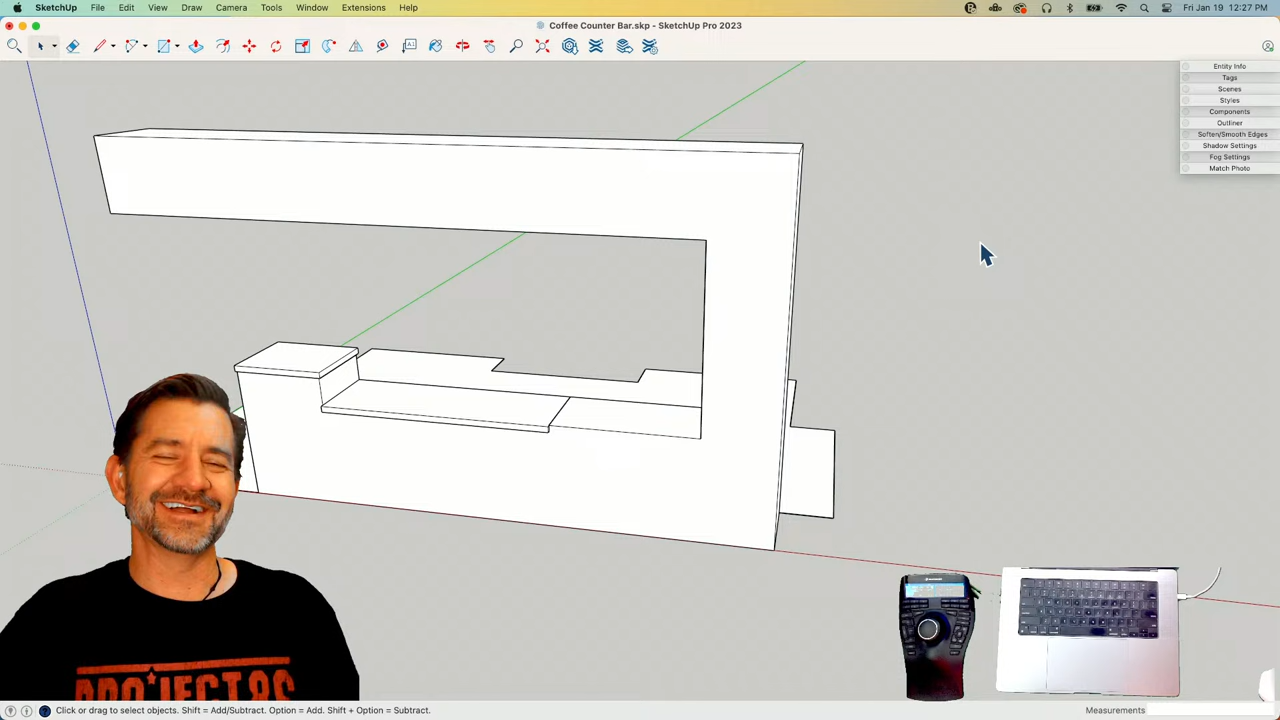 SketchUp File Edit View Draw Camera Tools Window Extensions Help Fri Jan 19 12:27 PM
Coffee Counter Bar.skp - SketchUp Pro 2023
Entity Info
Tags
Scenes
Styles
Components
Outliner
Soften/Smooth Edges
Shadow Settings
Fog Settings
Match Photo
Click or drag to select objects. Shift = Add/Subtract. Option = Add. Shift + Option = Subtract. Measurements